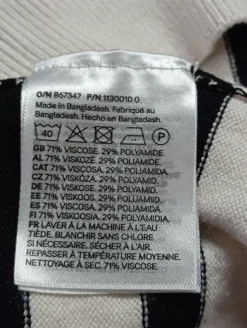 O/N 867347 P/N 1130010 0
Made in Bangladesh. Fabriqué au
Bangladesh. Hecho en Bangladesh.
40 P
GB 71% VISCOSE. 29% POLYAMIDE.
AL 71% VISKOZË. 29% POLIAMIDË.
CAT 71% VISCOSA. 29% POLIAMIDA.
CZ 71% VISKÓZA. 29% POLYAMID.
DE 71% VISKOSE. 29% POLYAMID.
EE 71% VISKOOS. 29% POLÜAMIID.
ES 71% VISCOSA. 29% POLIAMIDA.
FI 71% VISKOOSIA. 29% POLYAMIDIA.
FR LAVER À LA MACHINE À L'EAU
TIÈDE. BLANCHIR SANS CHLORE
SI NÉCESSAIRE. SÉCHER À L'AIR.
REPASSER À TEMPÉRATURE MOYENNE.
NETTOYAGE À SEC. 71% VISCOSE.